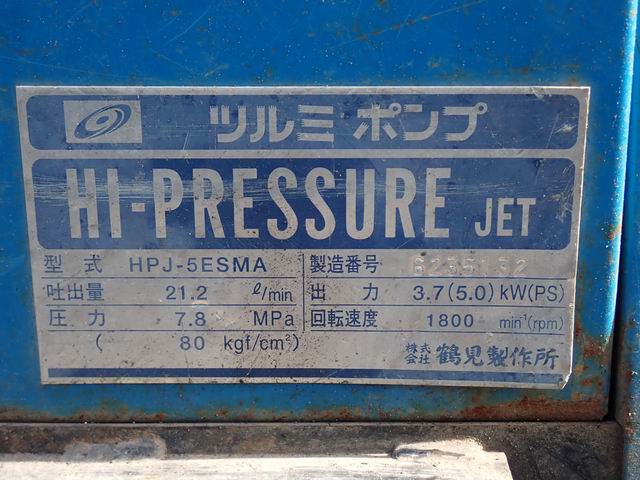 ツルミポンプ
HI-PRESSURE JET
型式 HPJ-5ESMA 製造番号
吐出量 21.2 ℓ/min 出力 3.7(5.0) kW(PS)
圧力 7.8 MPa 回転速度 1800 min⁻¹(rpm)
( 80 kgf/cm²)
株式会社 鶴見製作所